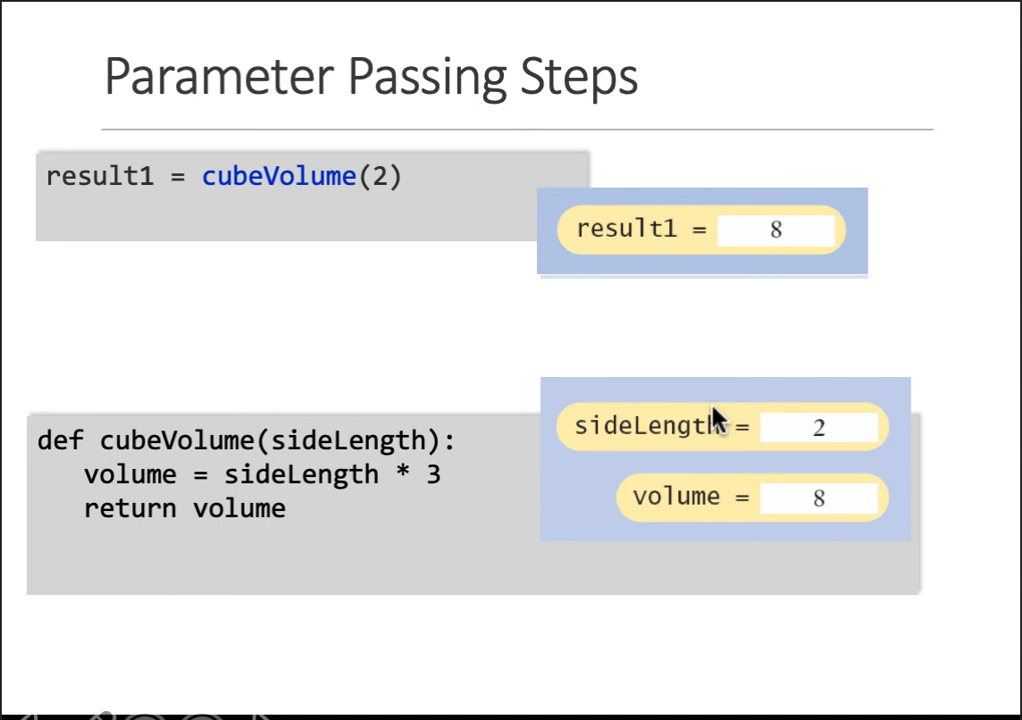 Parameter Passing Steps
result1 = cubeVolume(2)
result1 = 8
sideLength = 2
def cubeVolume(sideLength):
volume = sideLength * 3
volume = 8
return volume